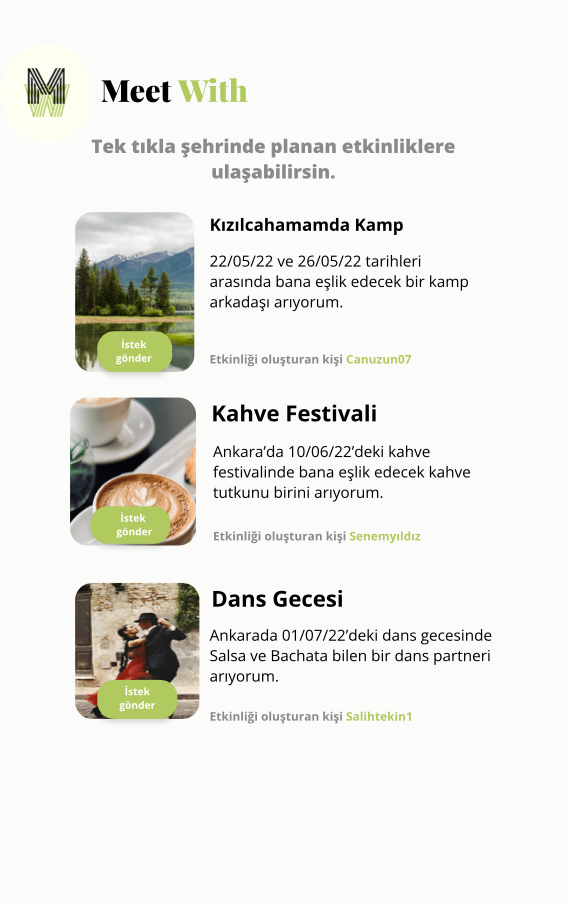 MW
Meet With
Tek tıkla şehrinde planan etkinliklere
ulaşabilirsin.
Kızılcahamamda Kamp
22/05/22 ve 26/05/22 tarihleri
arasında bana eşlik edecek bir kamp
arkadaşı arıyorum.
İstek
gönder
Etkinliği oluşturan kişi Canuzun07
Kahve Festivali
Ankara’da 10/06/22’deki kahve
festivalinde bana eşlik edecek kahve
tutkunu birini arıyorum.
İstek
gönder
Etkinliği oluşturan kişi Senemyıldız
Dans Gecesi
Ankarada 01/07/22’deki dans gecesinde
Salsa ve Bachata bilen bir dans partneri
arıyorum.
İstek
gönder
Etkinliği oluşturan kişi Salihtekin1